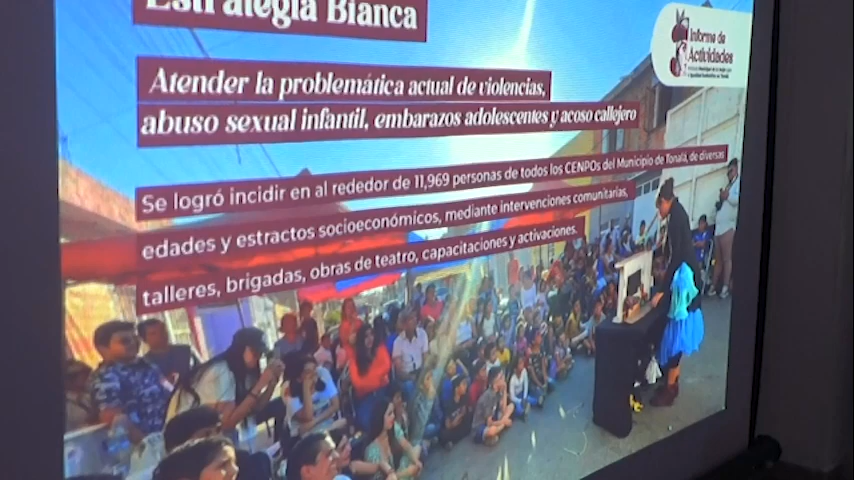 Estrategia Bianca
Informe de
Actividades
Atender la problemática actual de violencias,
abuso sexual infantil, embarazos adolescentes y acoso callejero
Se logró incidir en al rededor de 11,969 personas de todos los CENPOs del Municipio de Tonalá, de diversas
edades y estractos socioeconómicos, mediante intervenciones comunitarias,
talleres, brigadas, obras de teatro, capacitaciones y activaciones.